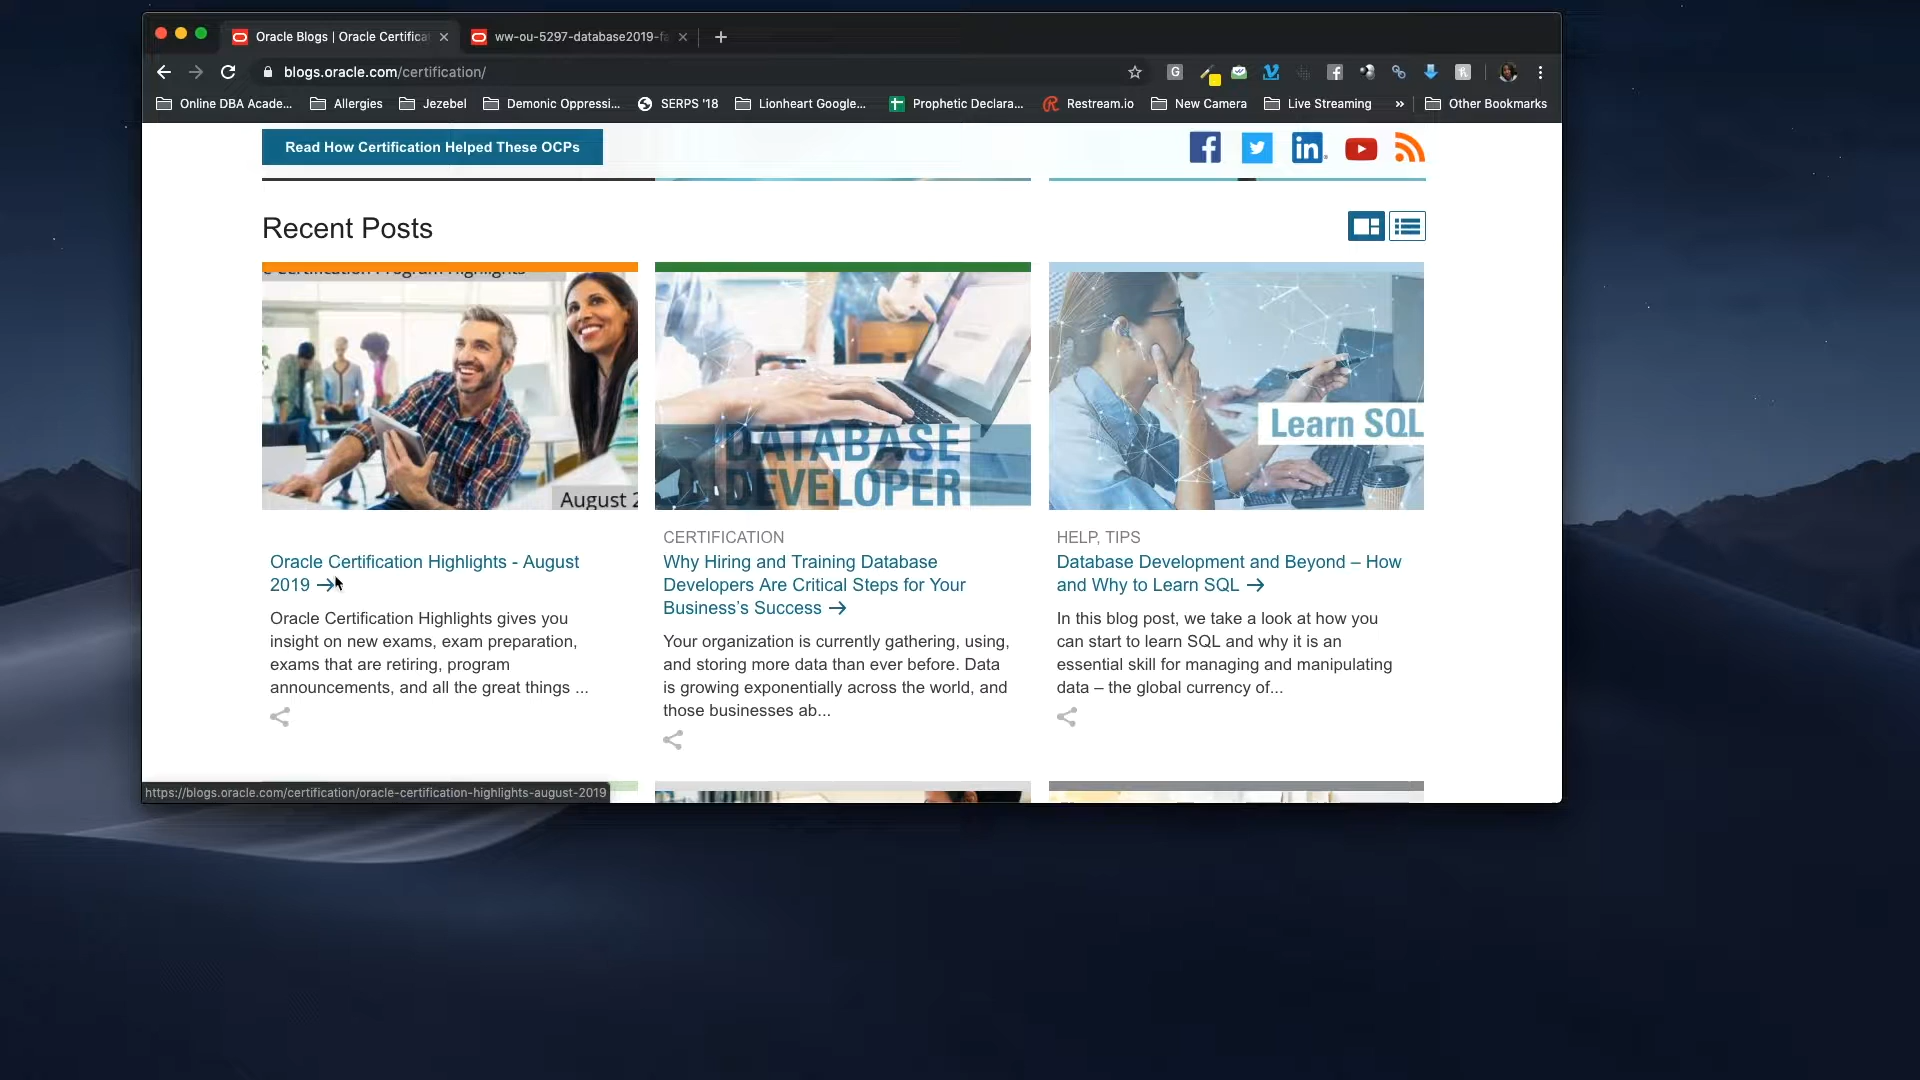 Oracle Blogs | Oracle Certifica
ww-ou-5297-database2019-fa
blogs.oracle.com/certification/
Online DBA Acade...
Allergies
Jezebel
Demonic Oppressi...
SERPS '18
Lionheart Google...
Prophetic Declara...
Restream.io
New Camera
Live Streaming
»
Other Bookmarks
Read How Certification Helped These OCPs
Recent Posts
Certification Program Highlights
August 2
DATABASE
DEVELOPER
Learn SQL
Oracle Certification Highlights - August
2019
Oracle Certification Highlights gives you
insight on new exams, exam preparation,
exams that are retiring, program
announcements, and all the great things ...
CERTIFICATION
Why Hiring and Training Database
Developers Are Critical Steps for Your
Business's Success
Your organization is currently gathering, using,
and storing more data than ever before. Data
is growing exponentially across the world, and
those businesses ab...
HELP, TIPS
Database Development and Beyond – How
and Why to Learn SQL
In this blog post, we take a look at how you
can start to learn SQL and why it is an
essential skill for managing and manipulating
data – the global currency of...
https://blogs.oracle.com/certification/oracle-certification-highlights-august-2019